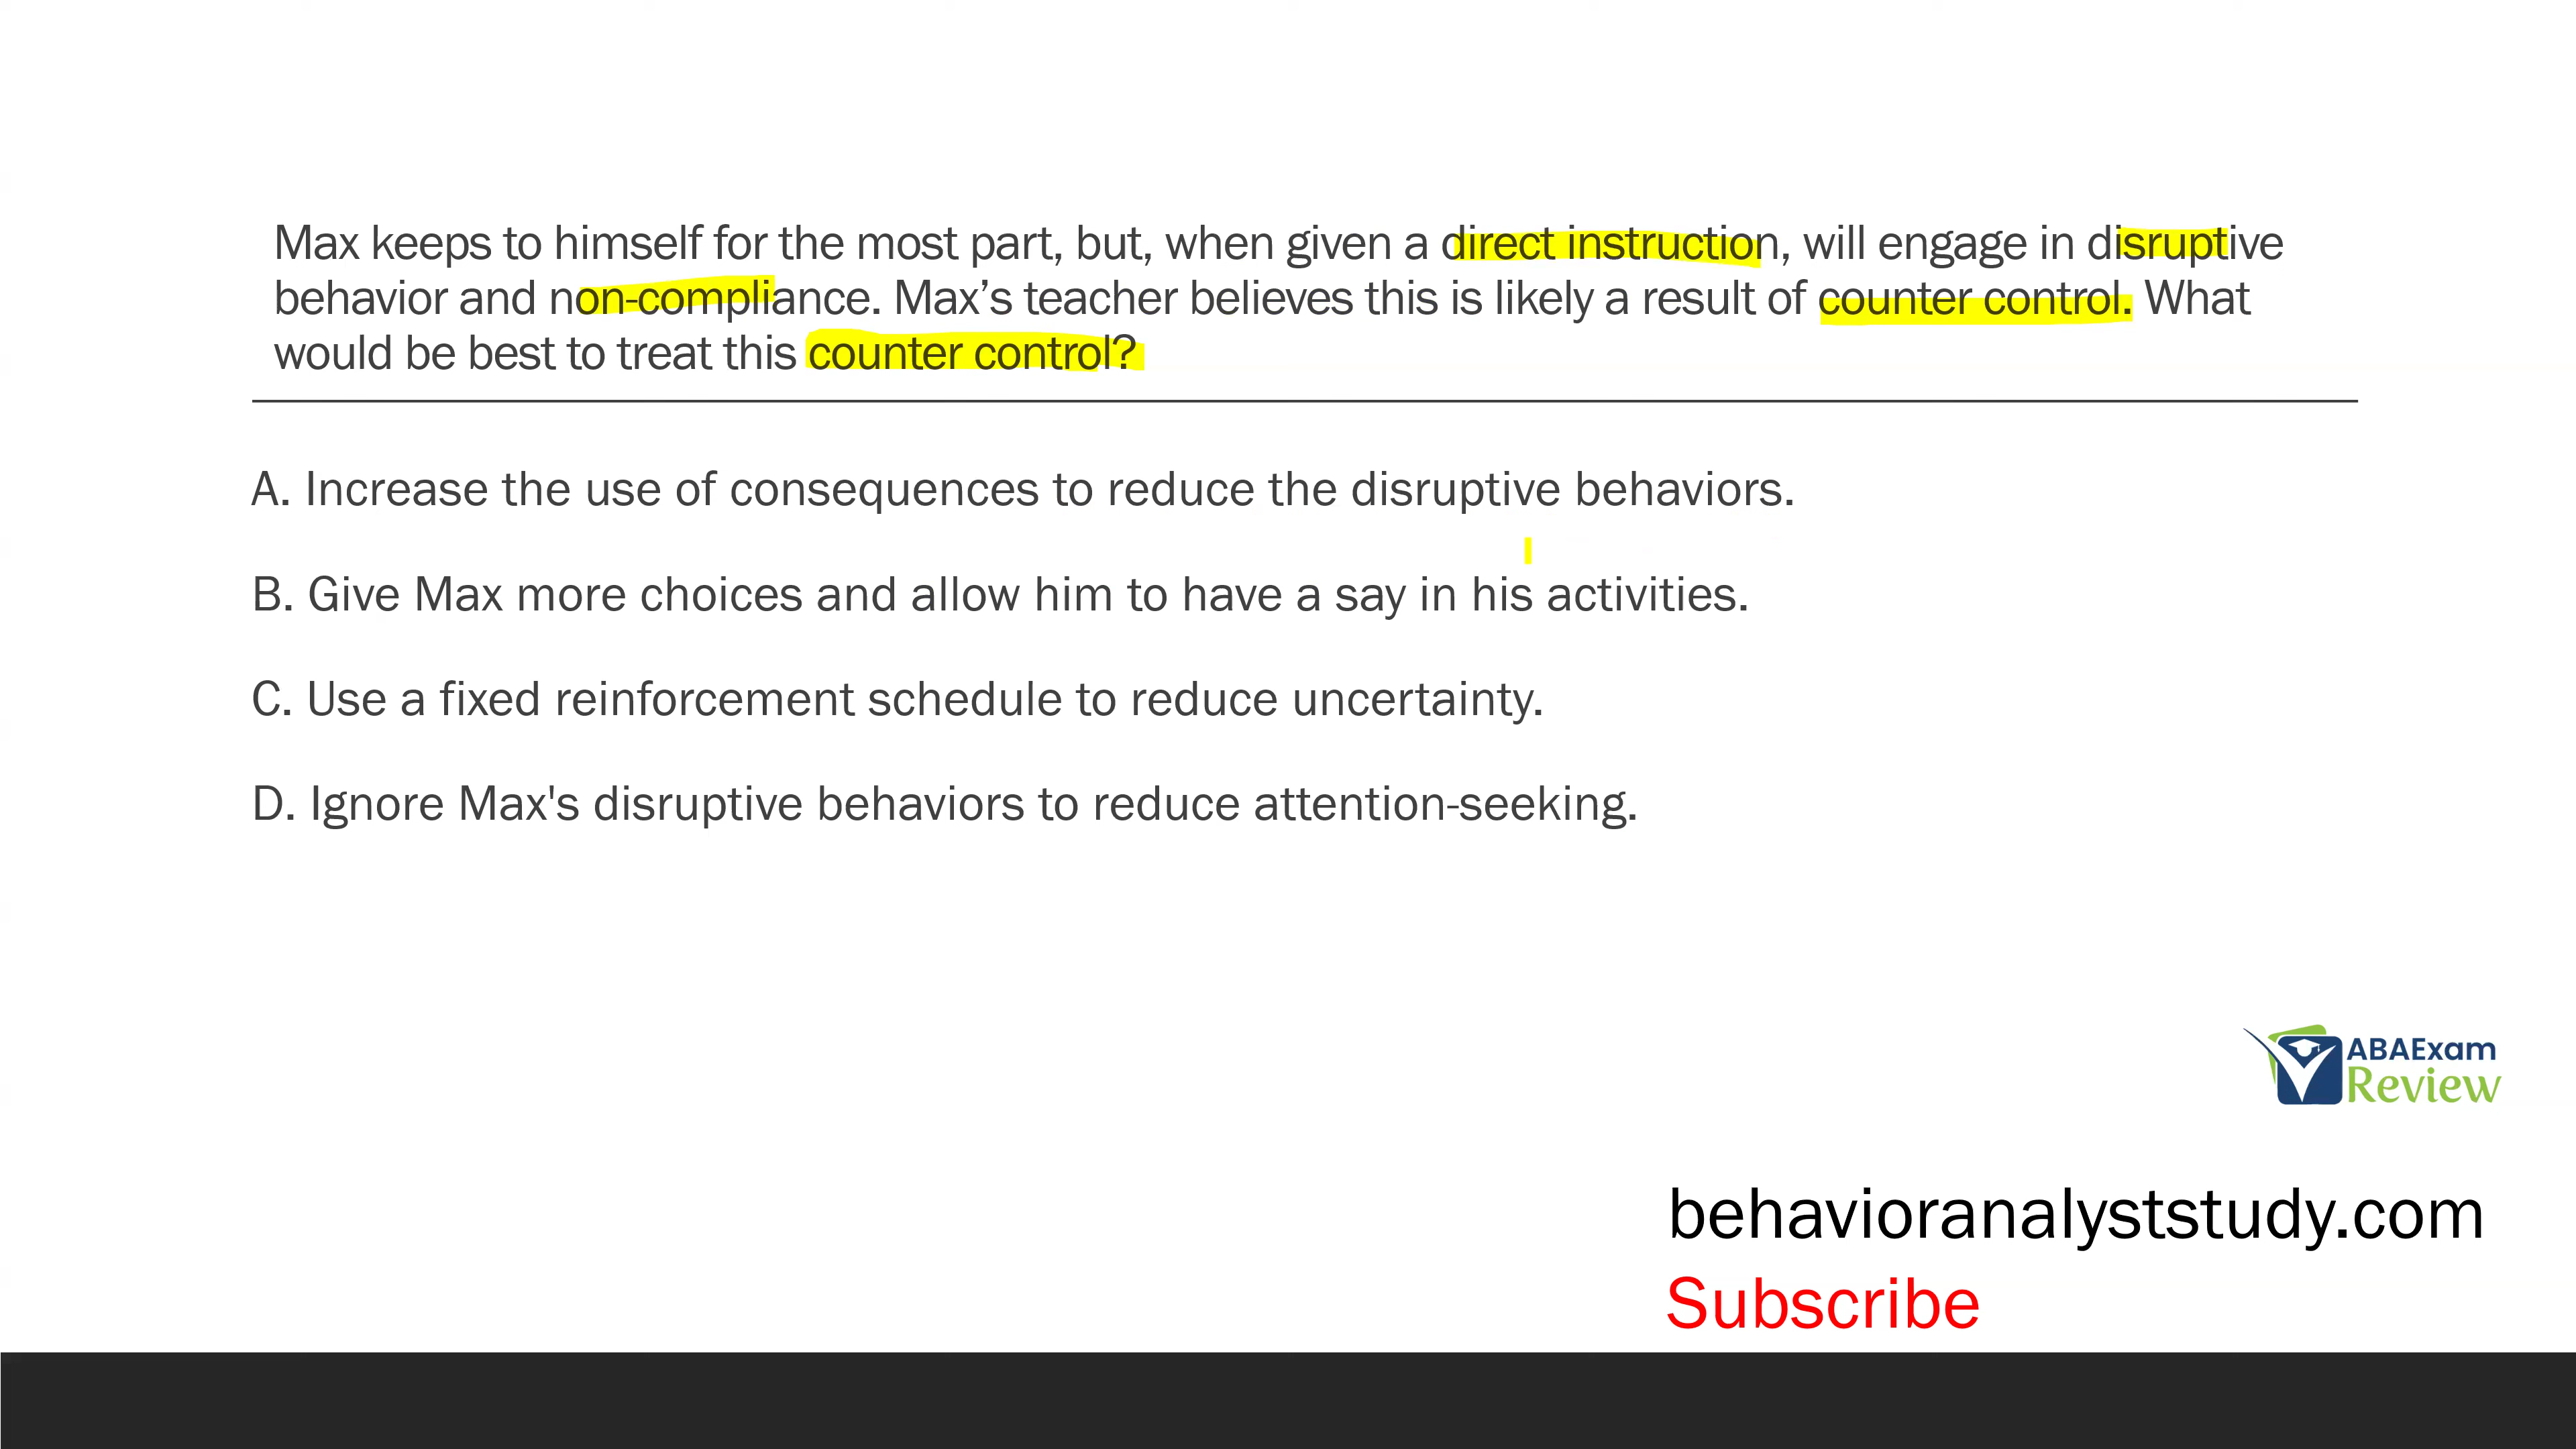 Max keeps to himself for the most part, but, when given a direct instruction, will engage in disruptive
behavior and non-compliance. Max’s teacher believes this is likely a result of counter control. What
would be best to treat this counter control?
A. Increase the use of consequences to reduce the disruptive behaviors.
B. Give Max more choices and allow him to have a say in his activities.
C. Use a fixed reinforcement schedule to reduce uncertainty.
D. Ignore Max's disruptive behaviors to reduce attention-seeking.
ABAExam
Review
behavioranalyststudy.com
Subscribe